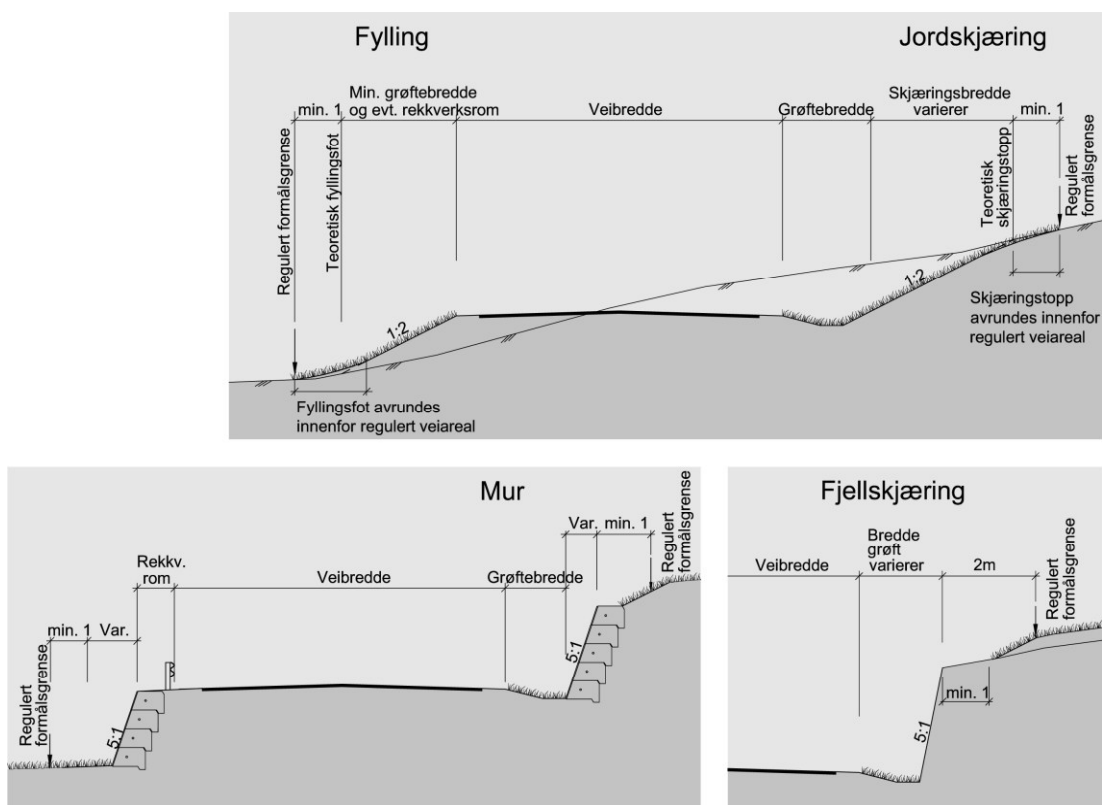 Fylling
Jordskjæring
min. 1
Min. grøftebredde
og evt. rekkverksrom
Veibredde
Grøftebredde
Skjæringsbredde
varierer
min. 1
Regulert formålsgrense
Teoretisk fyllingsfot
Teoretisk
skjæringstopp
Regulert
formålsgrense
1:2
1:2
Fyllingsfot avrundes
innenfor regulert veiareal
Skjæringstopp
avrundes innenfor
regulert veiareal
Mur
Var.
min. 1
Regulert
formålsgrense
Rekkv.
rom
Veibredde
Grøftebredde
min. 1
Var.
Regulert
formålsgrense
5:1
5:1
Fjellskjæring
Veibredde
Bredde
grøft
varierer
2m
Regulert
formålsgrense
min. 1
5:1